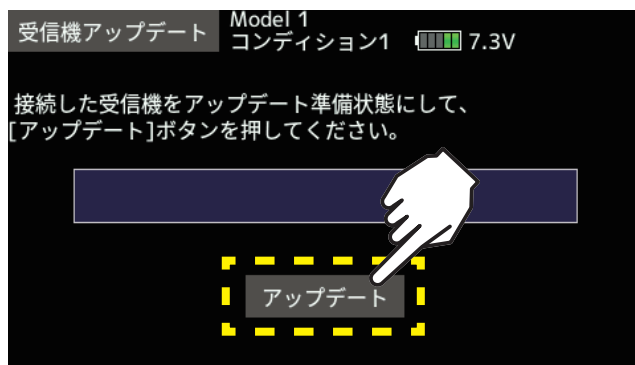 受信機アップデート
Model 1
コンディション1 7.3V
接続した受信機をアップデート準備状態にして、
[アップデート]ボタンを押してください。
アップデート